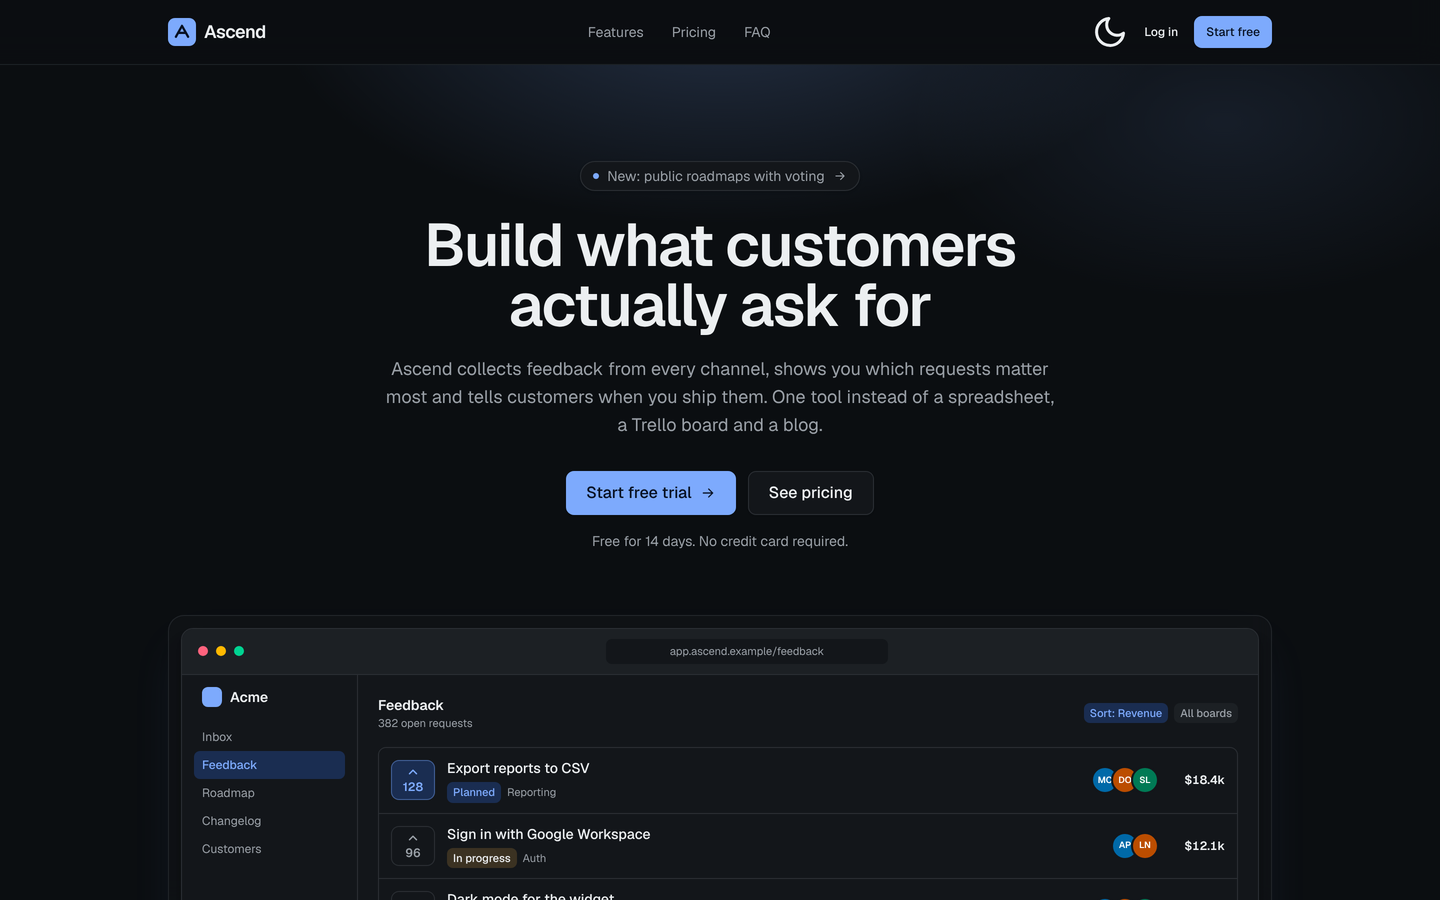 Ascend
Features
Pricing
FAQ
Log in
Start free
New: public roadmaps with voting →
Build what customers
actually ask for
Ascend collects feedback from every channel, shows you which requests matter
most and tells customers when you ship them. One tool instead of a spreadsheet,
a Trello board and a blog.
Start free trial →
See pricing
Free for 14 days. No credit card required.
app.ascend.example/feedback
Acme
Inbox
Feedback
Roadmap
Changelog
Customers
Feedback
382 open requests
Sort: Revenue
All boards
128
Export reports to CSV
Planned
Reporting
MC
DO
SL
$18.4k
96
Sign in with Google Workspace
In progress
Auth
AP
LN
$12.1k
Dark mode for the widget